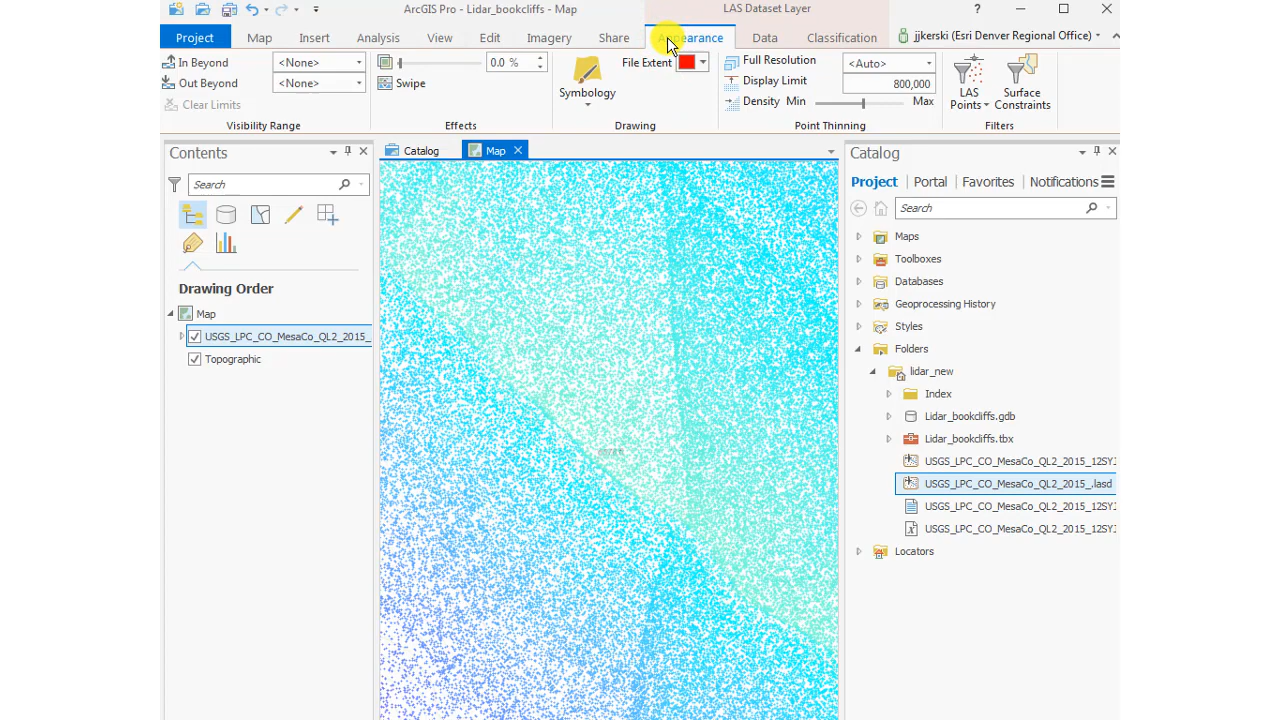 ArcGIS Pro - Lidar_bookcliffs - Map
LAS Dataset Layer
?
Project Map Insert Analysis View Edit Imagery Share Appearance Data Classification jjkerski (Esri Denver Regional Office)
In Beyond <None>
Out Beyond <None>
Clear Limits
Visibility Range
0.0 %
Swipe
Effects
Symbology
File Extent
Drawing
Full Resolution <Auto>
Display Limit 800,000
Density Min Max
Point Thinning
LAS Points
Surface Constraints
Filters
Contents
Search
Drawing Order
Map
USGS_LPC_CO_MesaCo_QL2_2015_
Topographic
Catalog Map
Catalog
Project Portal Favorites Notifications
Search
Maps
Toolboxes
Databases
Geoprocessing History
Styles
Folders
lidar_new
Index
Lidar_bookcliffs.gdb
Lidar_bookcliffs.tbx
USGS_LPC_CO_MesaCo_QL2_2015_12SYJ
USGS_LPC_CO_MesaCo_QL2_2015_.lasd
USGS_LPC_CO_MesaCo_QL2_2015_12SYJ
USGS_LPC_CO_MesaCo_QL2_2015_12SYJ
Locators